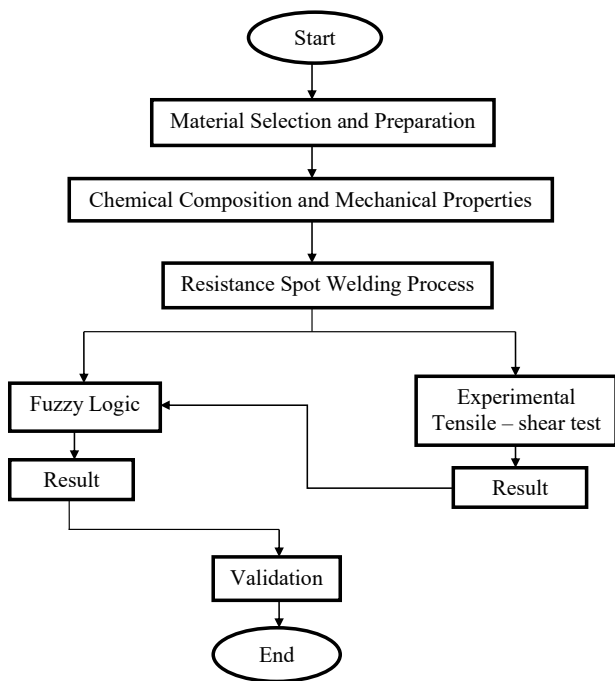 Start
Material Selection and Preparation
Chemical Composition and Mechanical Properties
Resistance Spot Welding Process
Fuzzy Logic
Experimental
Tensile – shear test
Result
Result
Validation
End